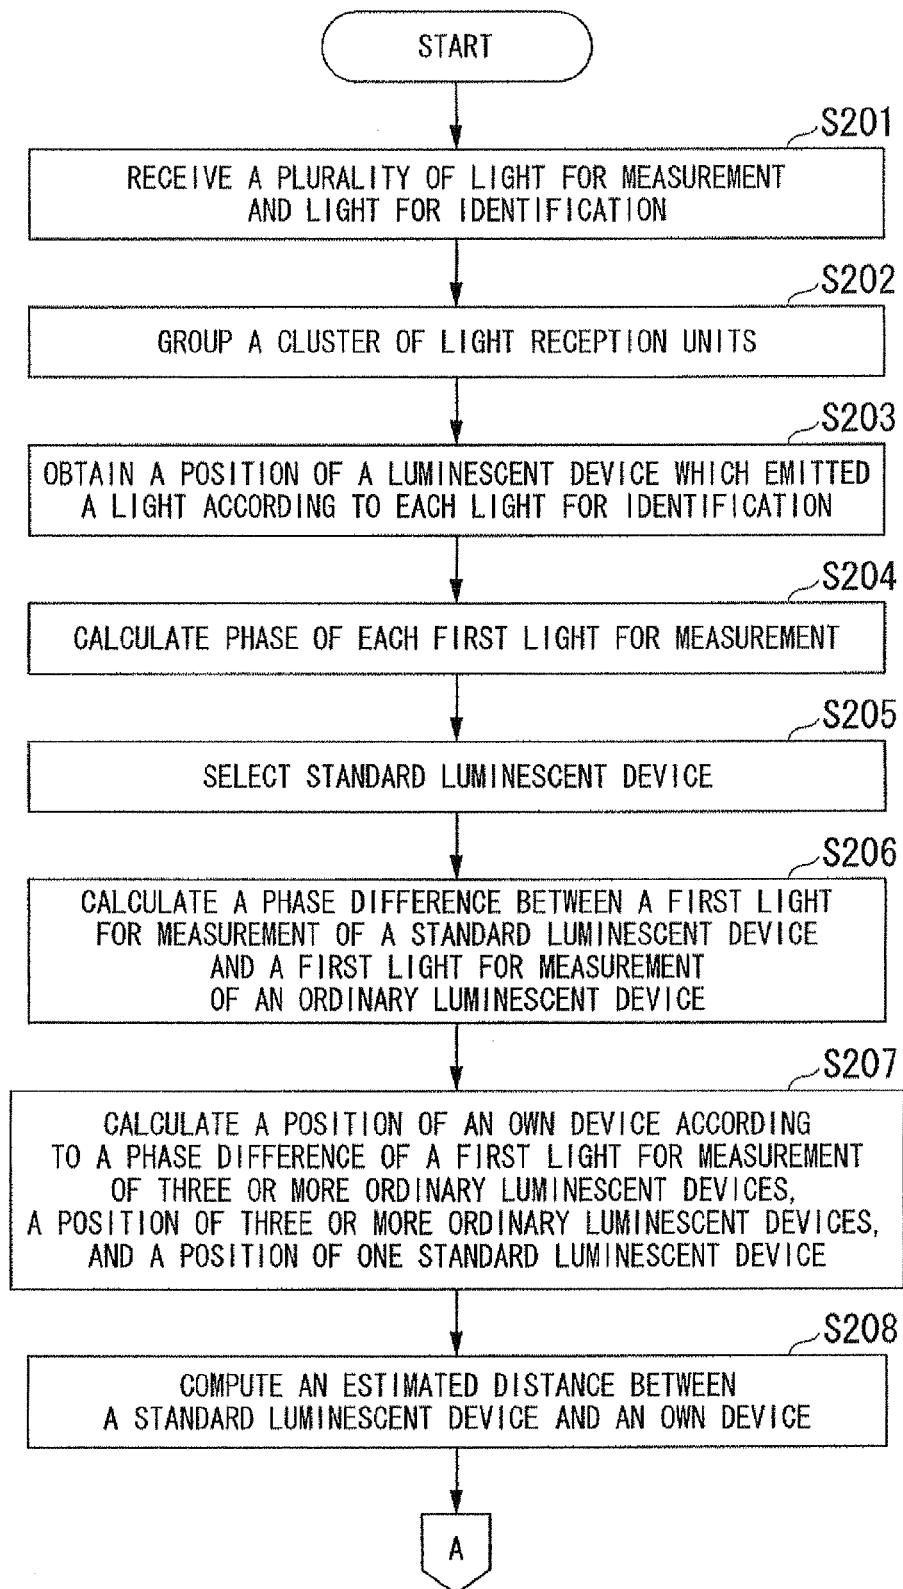 START
S201
RECEIVE A PLURALITY OF LIGHT FOR MEASUREMENT
AND LIGHT FOR IDENTIFICATION
S202
GROUP A CLUSTER OF LIGHT RECEPTION UNITS
S203
OBTAIN A POSITION OF A LUMINESCENT DEVICE WHICH EMITTED
A LIGHT ACCORDING TO EACH LIGHT FOR IDENTIFICATION
S204
CALCULATE PHASE OF EACH FIRST LIGHT FOR MEASUREMENT
S205
SELECT STANDARD LUMINESCENT DEVICE
S206
CALCULATE A PHASE DIFFERENCE BETWEEN A FIRST LIGHT
FOR MEASUREMENT OF A STANDARD LUMINESCENT DEVICE
AND A FIRST LIGHT FOR MEASUREMENT
OF AN ORDINARY LUMINESCENT DEVICE
S207
CALCULATE A POSITION OF AN OWN DEVICE ACCORDING
TO A PHASE DIFFERENCE OF A FIRST LIGHT FOR MEASUREMENT
OF THREE OR MORE ORDINARY LUMINESCENT DEVICES,
A POSITION OF THREE OR MORE ORDINARY LUMINESCENT DEVICES,
AND A POSITION OF ONE STANDARD LUMINESCENT DEVICE
S208
COMPUTE AN ESTIMATED DISTANCE BETWEEN
A STANDARD LUMINESCENT DEVICE AND AN OWN DEVICE
A